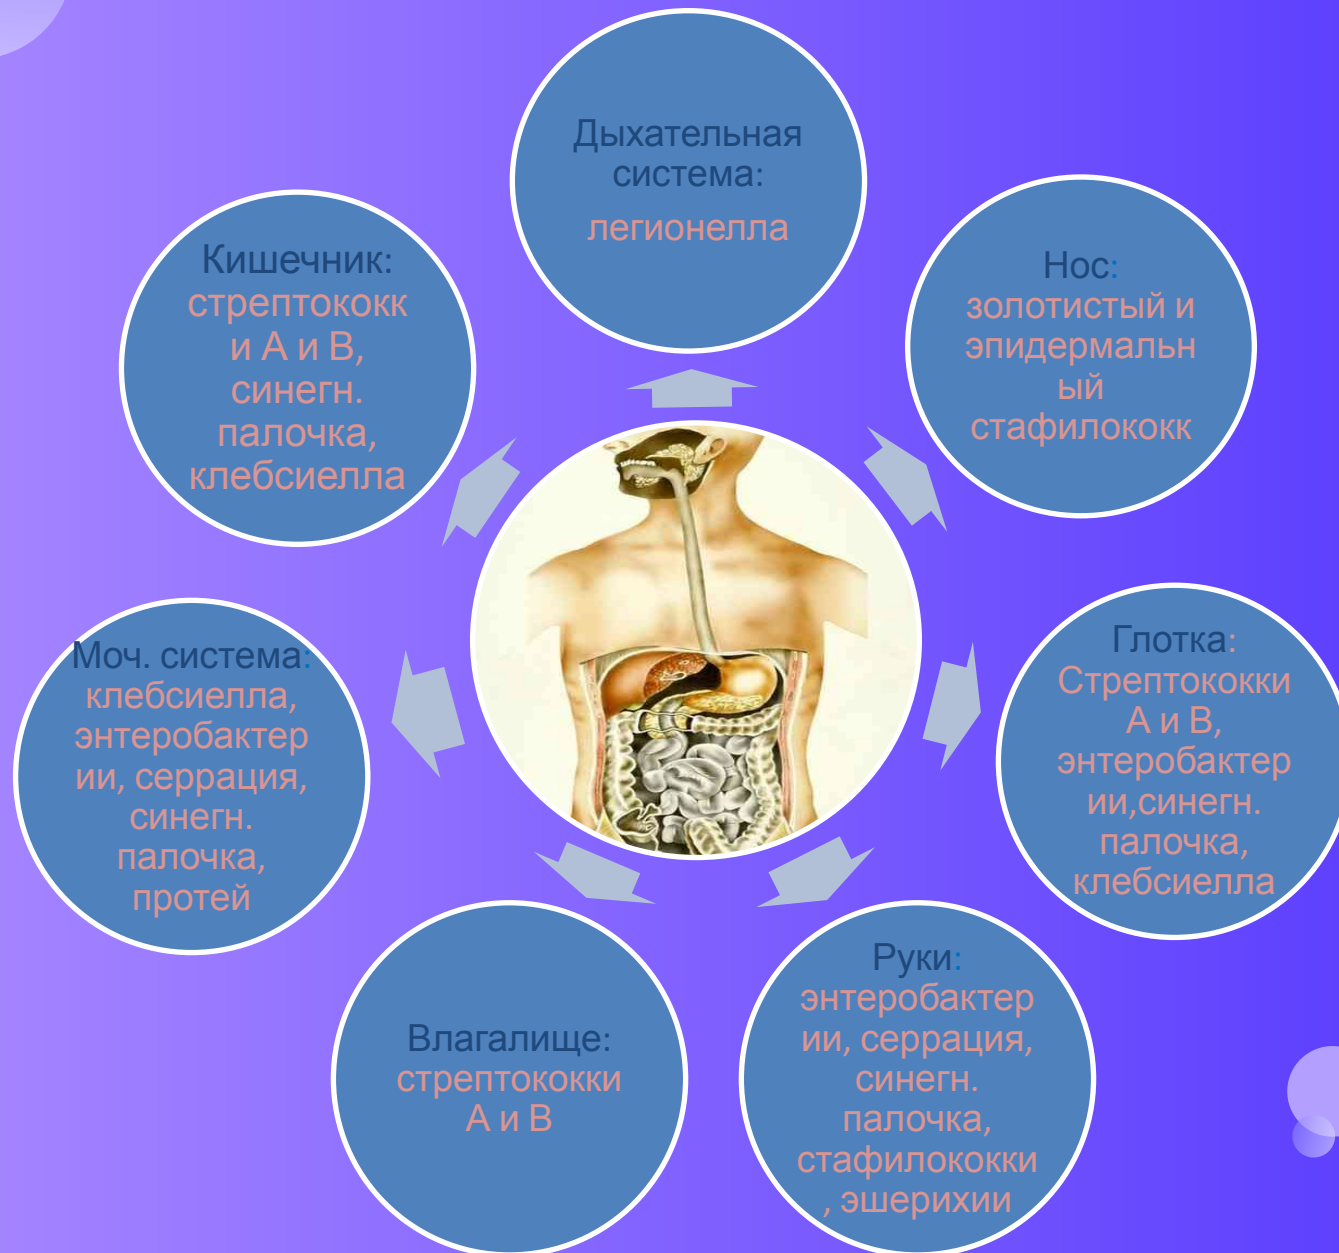 Дыхательная
система:
легионелла
Нос:
золотистый и
эпидермальн
ый
стафилококк
Глотка:
Стрептококки
А и В,
энтеробактер
ии,синегн.
палочка,
клебсиелла
Руки:
энтеробактер
ии, серрация,
синегн.
палочка,
стафилококки
, эшерихии
Влагалище:
стрептококки
А и В
Моч. система:
клебсиелла,
энтеробактер
ии, серрация,
синегн.
палочка,
протей
Кишечник:
стрептококк
и А и В,
синегн.
палочка,
клебсиелла